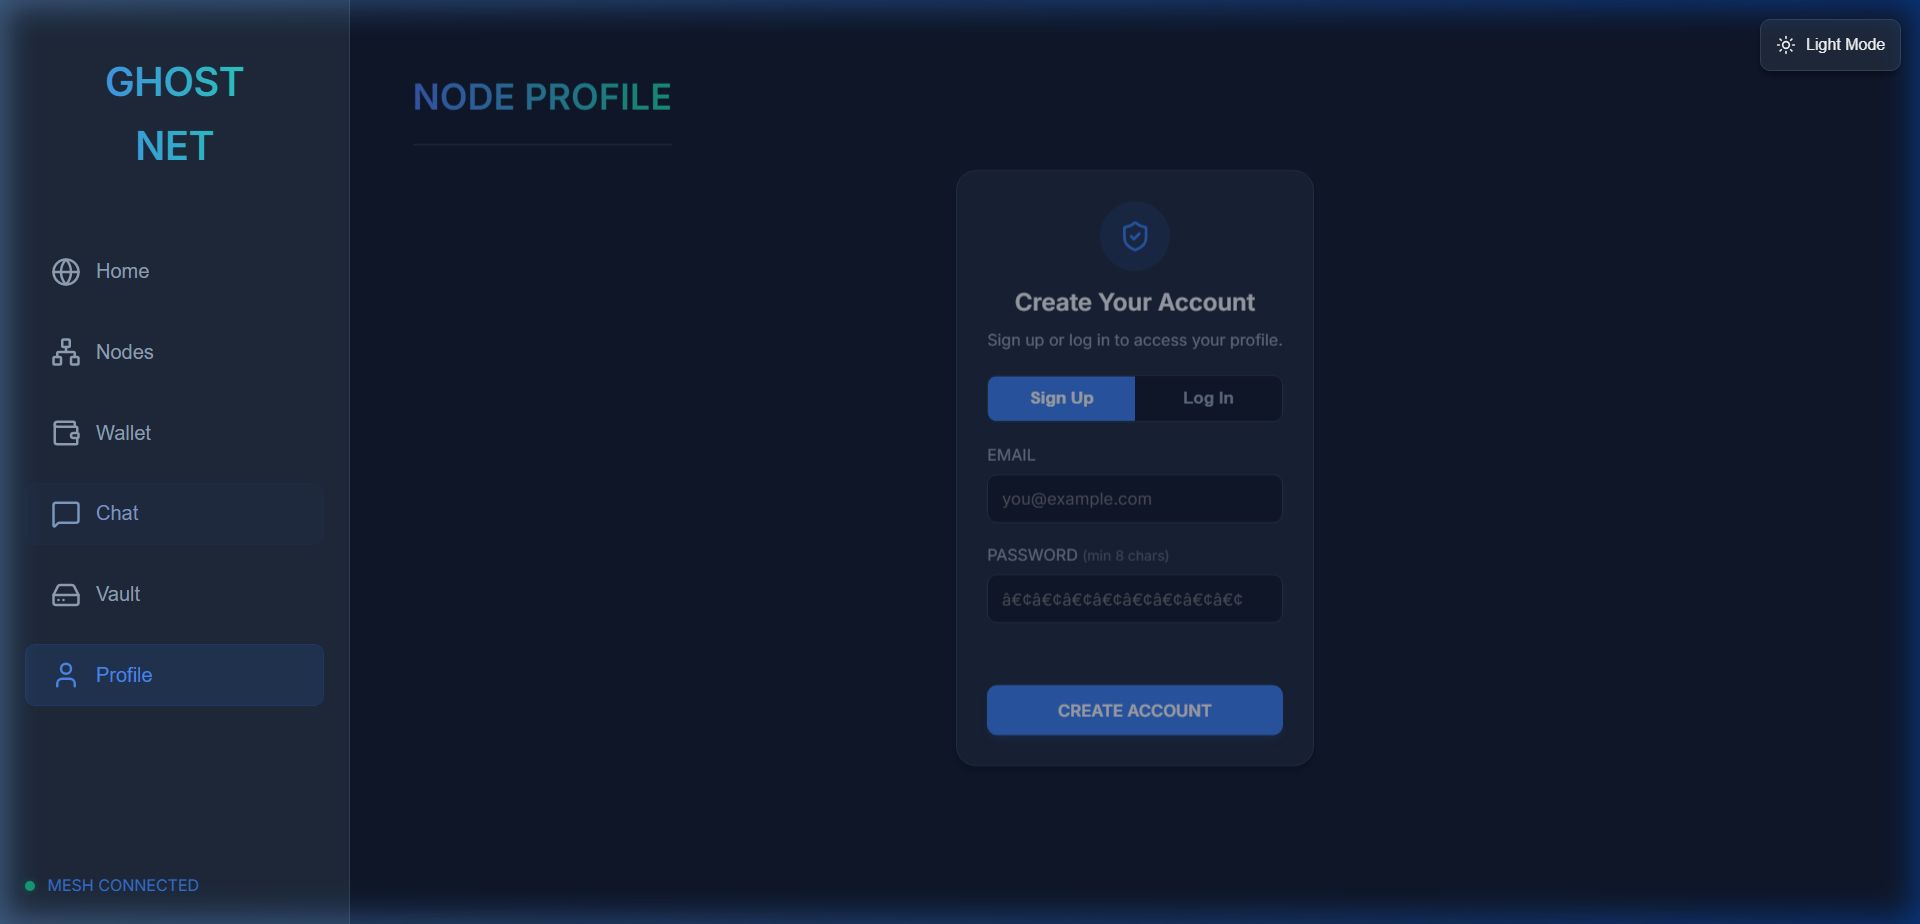 GHOST
NET
Home
Nodes
Wallet
Chat
Vault
Profile
MESH CONNECTED
Light Mode
NODE PROFILE
Create Your Account
Sign up or log in to access your profile.
Sign Up
Log In
EMAIL
you@example.com
PASSWORD (min 8 chars)
•••••••â€¢
CREATE ACCOUNT